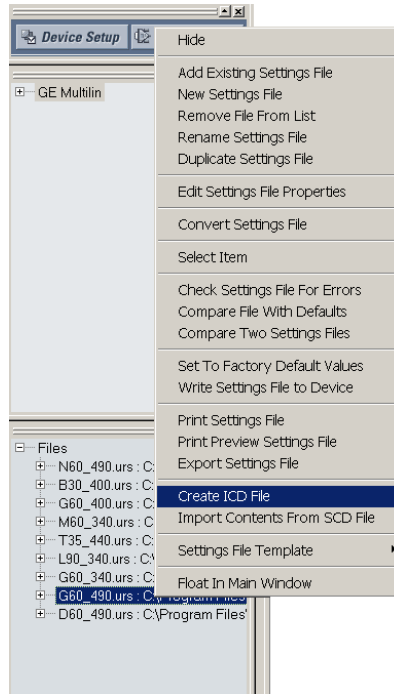 Device Setup
GE Multilin
Hide
Add Existing Settings File
New Settings File
Remove File From List
Rename Settings File
Duplicate Settings File
Edit Settings File Properties
Convert Settings File
Select Item
Check Settings File For Errors
Compare File With Defaults
Compare Two Settings Files
Set To Factory Default Values
Write Settings File to Device
Print Settings File
Print Preview Settings File
Export Settings File
Create ICD File
Import Contents From SCD File
Settings File Template
Float In Main Window
Files
N60_490.urs : C:
B30_400.urs : C:
G60_400.urs : C:
M60_340.urs : C:
T35_440.urs : C:
L90_340.urs : C:\
G60_340.urs : C:
G60_490.urs : C:\Program Files\
D60_490.urs : C:\Program Files\